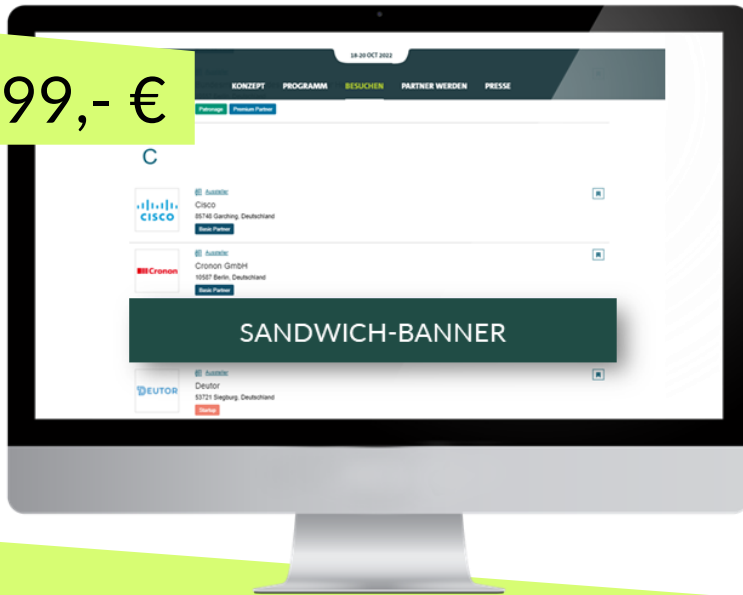 18-20 OCT 2022
99,- €
KONZEPT PROGRAMM BESUCHEN PARTNER WERDEN PRESSE
Patronage Premium Partner
C
Aussteller
CISCO
Cisco
85748 Garching, Deutschland
Basic Partner
Aussteller
Cronon
Cronon GmbH
10587 Berlin, Deutschland
Basic Partner
SANDWICH-BANNER
Aussteller
DEUTOR
Deutor
53721 Siegburg, Deutschland
Startup